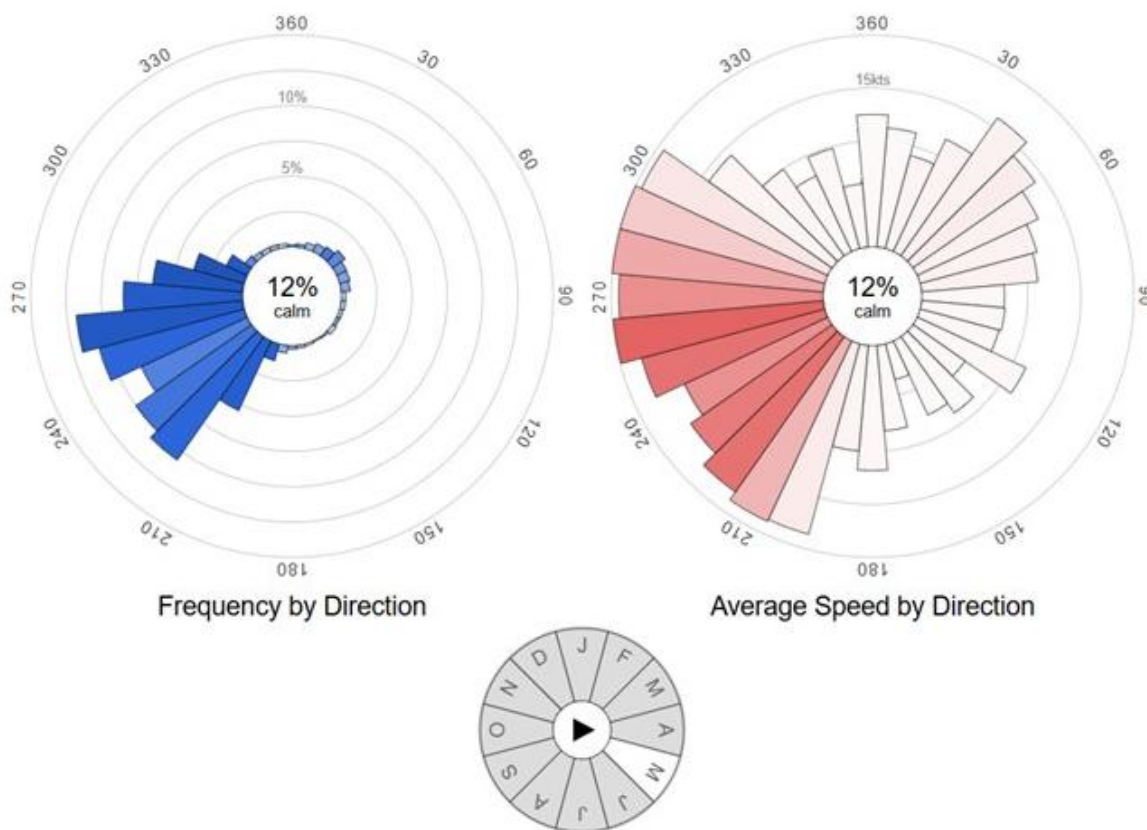 360
30
60
90
120
150
180
210
240
270
300
330
10%
5%
12%
calm
Frequency by Direction
360
30
60
90
120
150
180
210
240
270
300
330
15kts
12%
calm
Average Speed by Direction
J
F
M
A
M
J
J
A
S
O
N
D